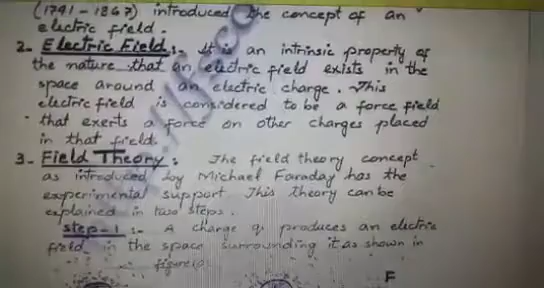 (1791 - 1867) introduced the concept of an
electric field.
2- Electric Field:- It is an intrinsic property of
the nature that an electric field exists in the
space around an electric charge. This
electric field is considered to be a force field
that exerts a force on other charges placed
in that field.
3- Field Theory: The field theory concept
as introduced by Michael Faraday has the
experimental support This theory can be
explained in two steps.
Step-1:- A charge q produces an electric
field in the space surrounding it as shown in
figure
F